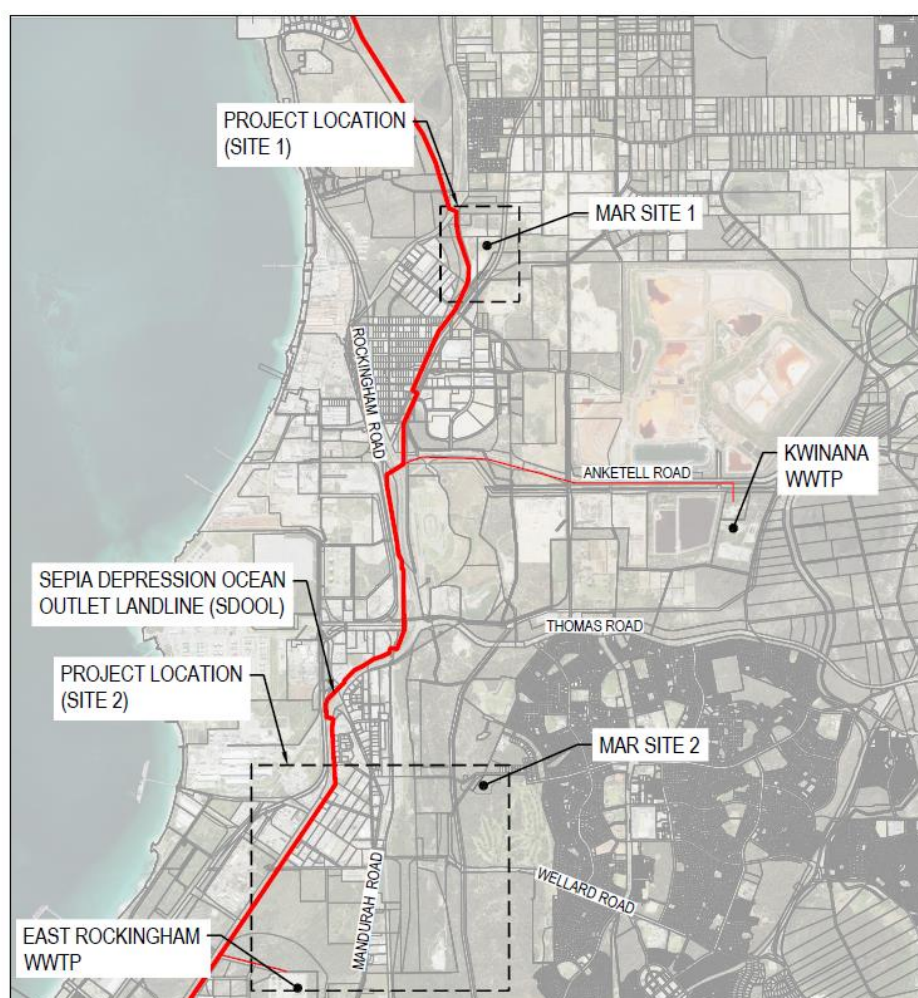 PROJECT LOCATION
(SITE 1)
MAR SITE 1
ROCKINGHAM ROAD
ANKETELL ROAD
KWINANA
WWTP
SEPIA DEPRESSION OCEAN
OUTLET LANDLINE (SDOOL)
THOMAS ROAD
PROJECT LOCATION
(SITE 2)
MAR SITE 2
MANDURAH ROAD
WELLARD ROAD
EAST ROCKINGHAM
WWTP